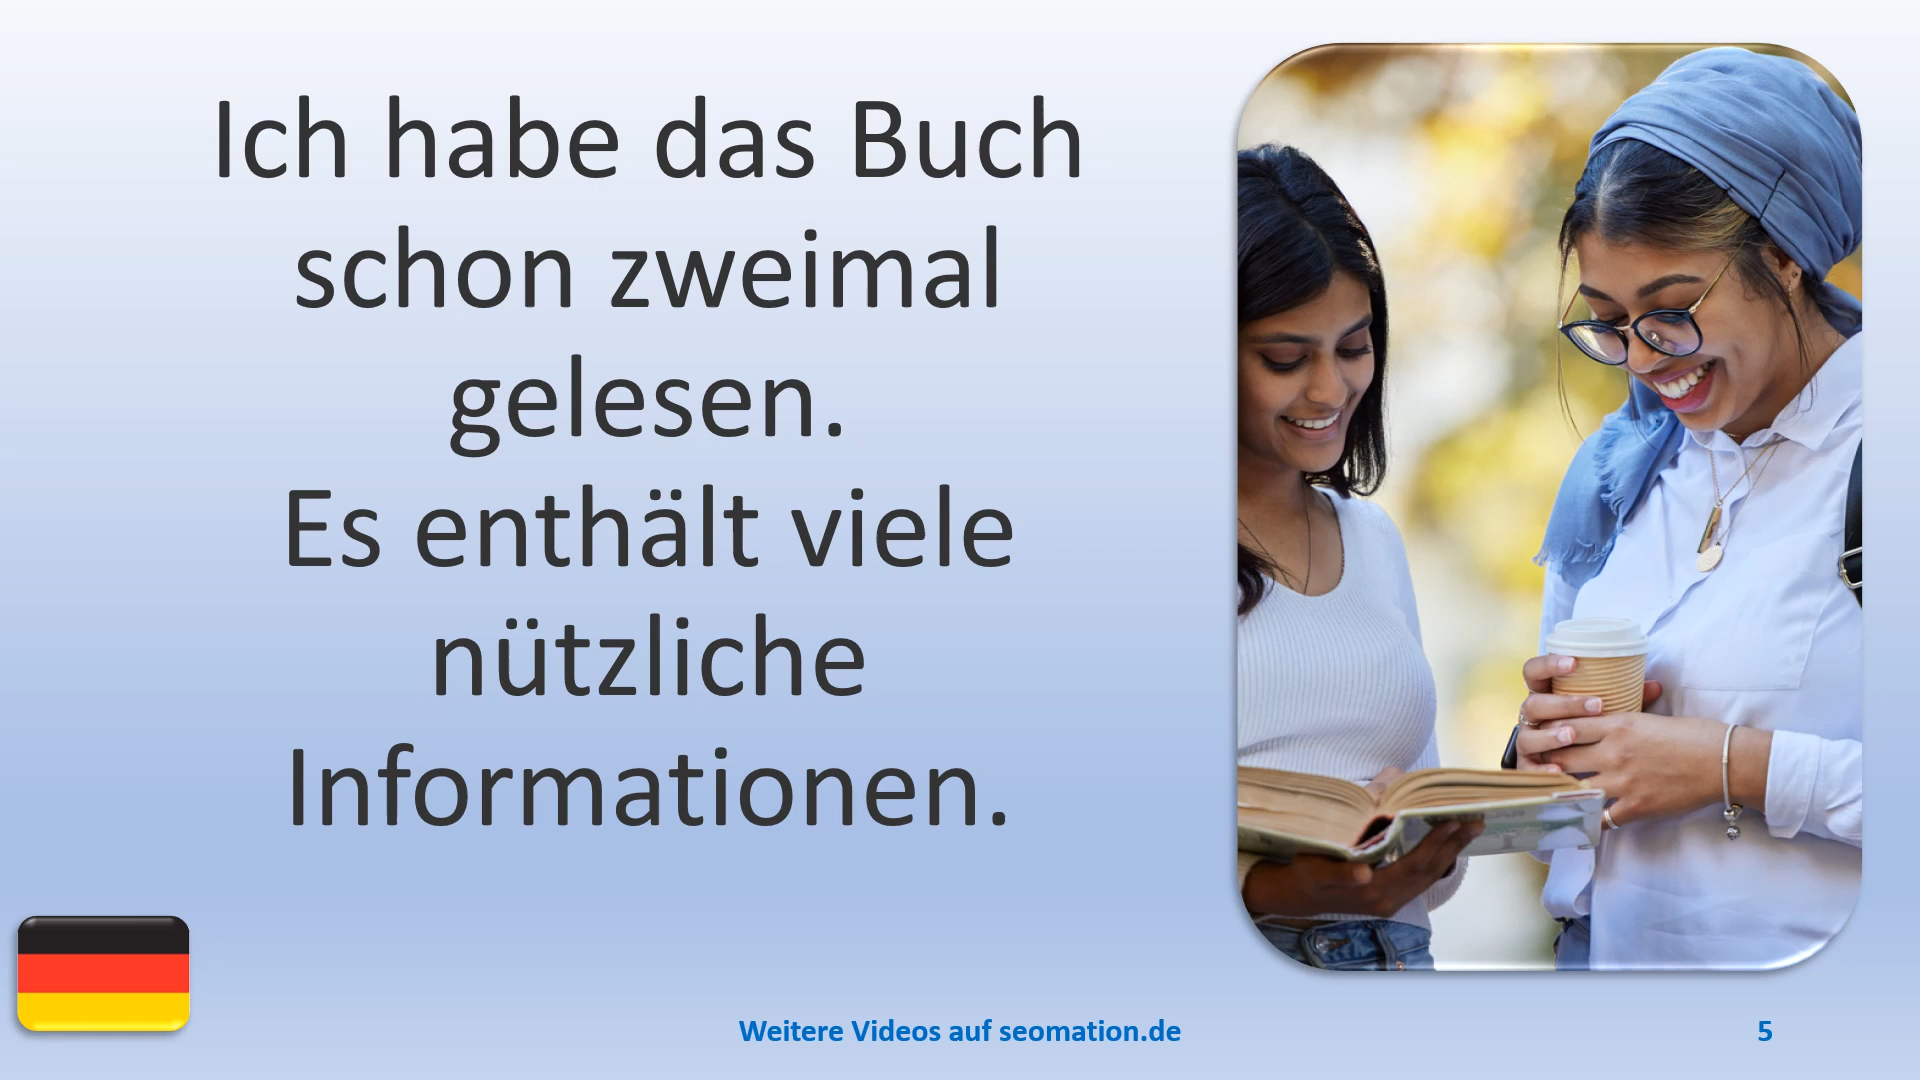 Ich habe das Buch
schon zweimal
gelesen.
Es enthält viele
nützliche
Informationen.
Weitere Videos auf seomation.de
5